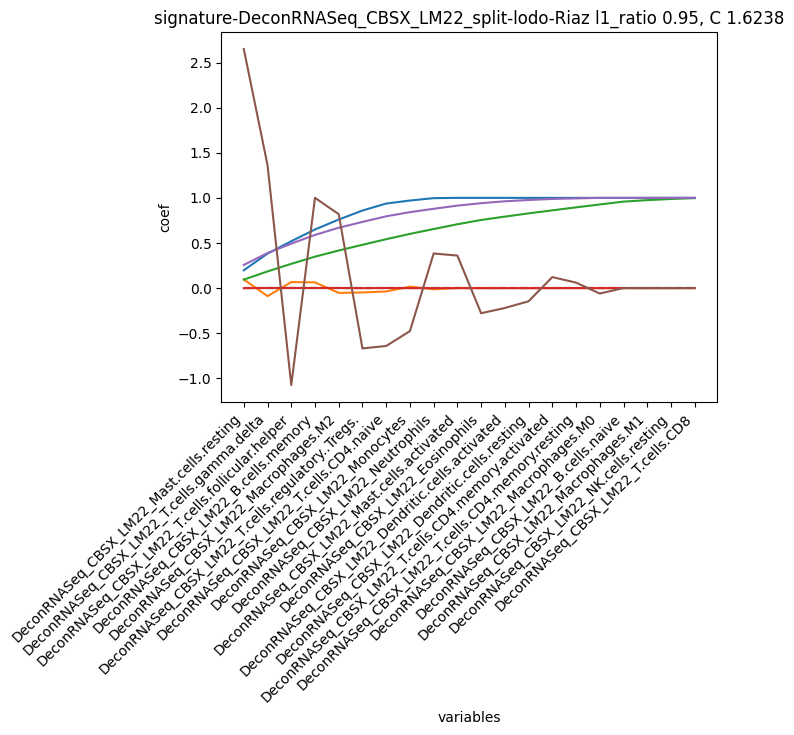 signature-DeconRNASeq_CBSX_LM22_split-lodo-Riaz l1_ratio 0.95, C 1.6238
coef
2.5
2.0
1.5
1.0
0.5
0.0
−0.5
−1.0
DeconRNASeq_CBSX_LM22_Mast.cells.resting
DeconRNASeq_CBSX_LM22_T.cells.gamma.delta
DeconRNASeq_CBSX_LM22_T.cells.follicular.helper
DeconRNASeq_CBSX_LM22_B.cells.memory
DeconRNASeq_CBSX_LM22_Macrophages.M2
DeconRNASeq_CBSX_LM22_T.cells.regulatory..Tregs.
DeconRNASeq_CBSX_LM22_T.cells.CD4.naive
DeconRNASeq_CBSX_LM22_Monocytes
DeconRNASeq_CBSX_LM22_Neutrophils
DeconRNASeq_CBSX_LM22_Mast.cells.activated
DeconRNASeq_CBSX_LM22_Eosinophils
DeconRNASeq_CBSX_LM22_Dendritic.cells.activated
DeconRNASeq_CBSX_LM22_Dendritic.cells.resting
DeconRNASeq_CBSX_LM22_T.cells.CD4.memory.activated
DeconRNASeq_CBSX_LM22_T.cells.CD4.memory.resting
DeconRNASeq_CBSX_LM22_Macrophages.M0
DeconRNASeq_CBSX_LM22_B.cells.naive
DeconRNASeq_CBSX_LM22_Macrophages.M1
DeconRNASeq_CBSX_LM22_NK.cells.resting
DeconRNASeq_CBSX_LM22_T.cells.CD8
variables